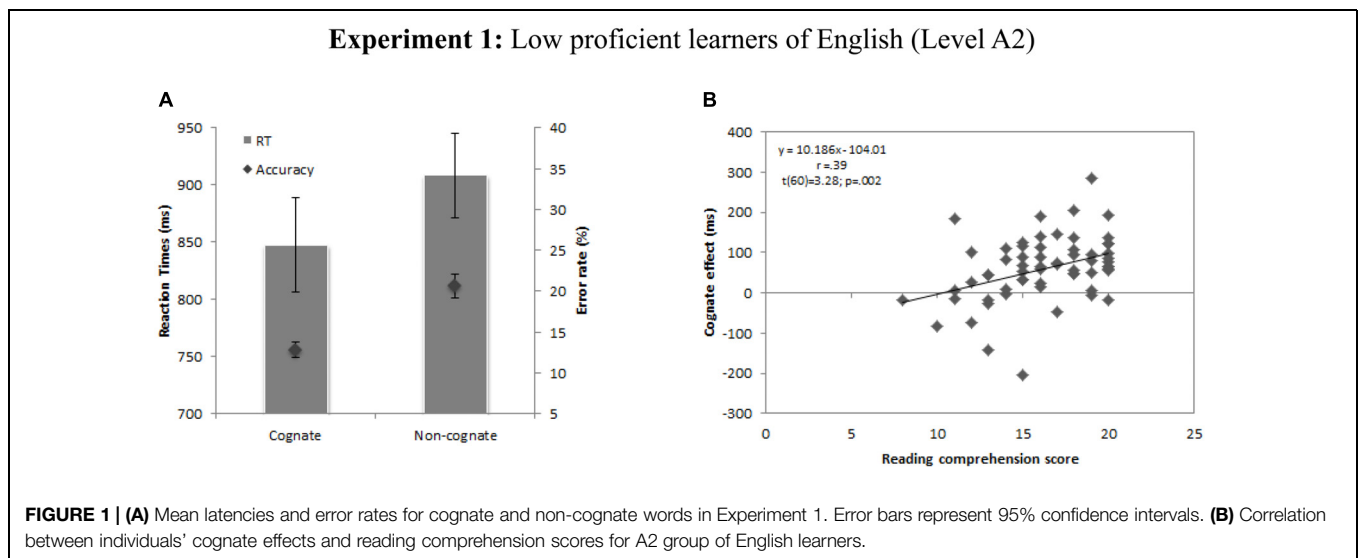 Experiment 1: Low proficient learners of English (Level A2)
A
950
900
850
800
750
700
Reaction Times (ms)
RT
Accuracy
40
35
30
25
20
15
10
5
Error rate (%)
Cognate
Non-cognate
B
400
300
200
100
0
-100
-200
-300
Cognate effect (ms)
y = 10.186x- 104.01
r=.39
t(60)=3.28; p=.002
0
5
10
15
20
25
Reading comprehension score
FIGURE 1 | (A) Mean latencies and error rates for cognate and non-cognate words in Experiment 1. Error bars represent 95% confidence intervals. (B) Correlation
between individuals' cognate effects and reading comprehension scores for A2 group of English learners.